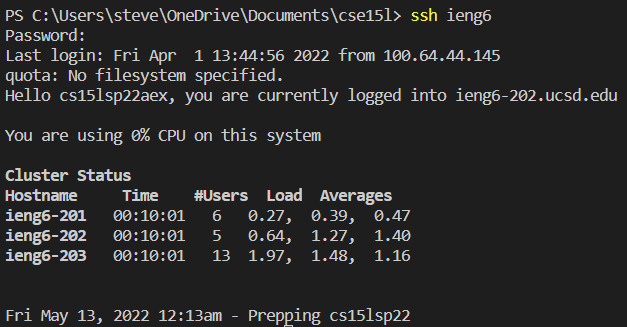 PS C:\Users\steve\OneDrive\Documents\cse15l> ssh ieng6
Password:
Last login: Fri Apr  1 13:44:56 2022 from 100.64.44.145
quota: No filesystem specified.
Hello cs15lsp22aex, you are currently logged into ieng6-202.ucsd.edu
You are using 0% CPU on this system
Cluster Status
Hostname     Time    #Users  Load  Averages
ieng6-201   00:10:01   6  0.27,  0.39,  0.47
ieng6-202   00:10:01   5  0.64,  1.27,  1.40
ieng6-203   00:10:01   13  1.97,  1.48,  1.16
Fri May 13, 2022 12:13am - Prepping cs15lsp22